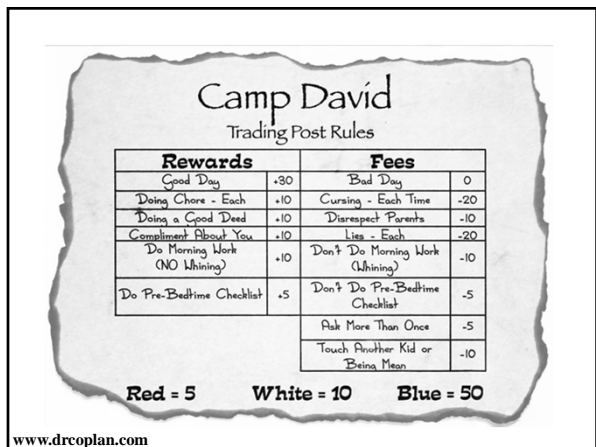 Camp David
Trading Post Rules
Rewards Fees
Good Day +30 Bad Day 0
Doing Chore - Each +10 Cursing - Each Time -20
Doing a Good Deed +10 Disrespect Parents -10
Compliment About You +10 Lies - Each -20
Do Morning Work
(NO Whining) +10 Don't Do Morning Work
(Whining) -10
Do Pre-Bedtime Checklist +5 Don't Do Pre-Bedtime
Checklist -5
Ask More Than Once -5
Touch Another Kid or
Being Mean -10
Red = 5 White = 10 Blue = 50
www.drcoplan.com